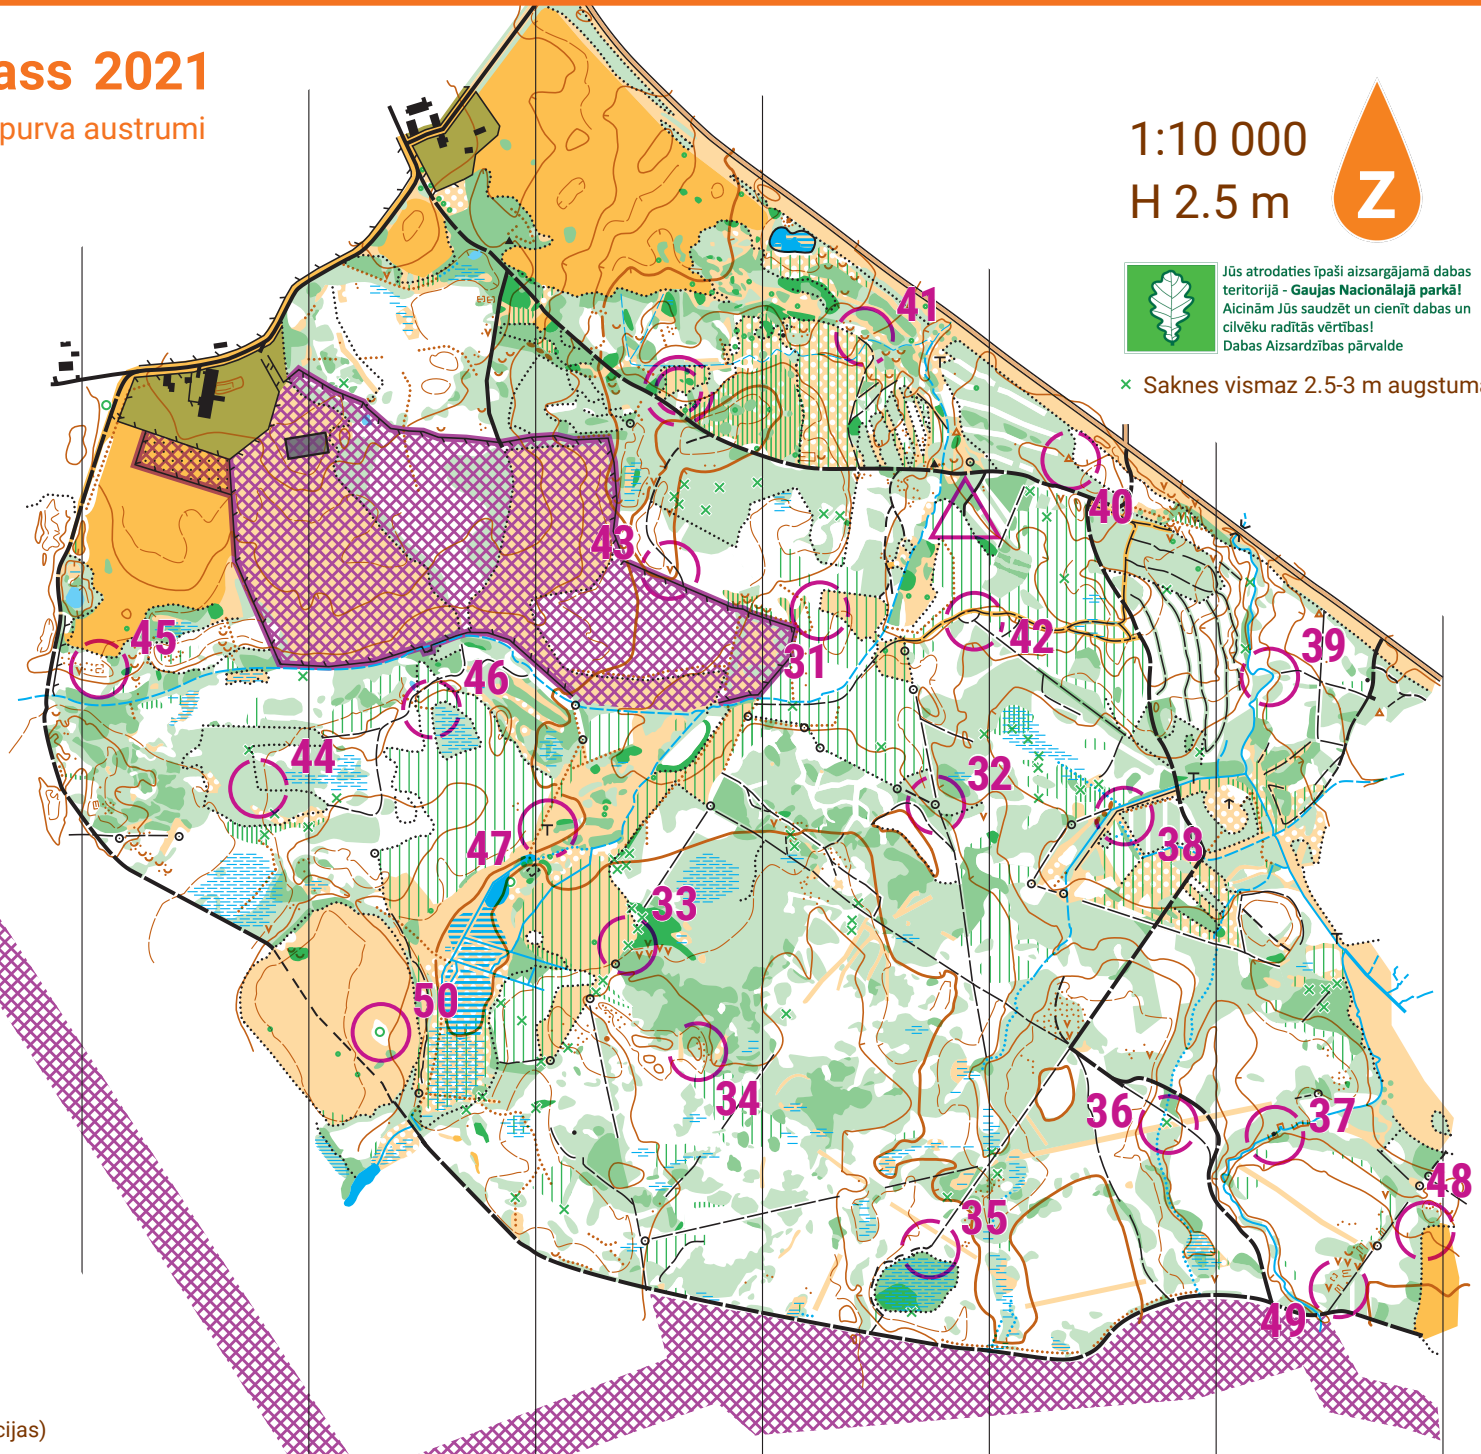 ass 2021
purva austrumi
1:10 000
H 2.5 m
Z
Jūs atrodaties īpaši aizsargājamā dabas
teritorijā - Gaujas Nacionālajā parkā!
Aicinām Jūs saudzēt un cienīt dabas un
cilvēku radītās vērtības!
Dabas Aizsardzības pārvalde
× Saknes vismaz 2.5-3 m augstuma
41
40
43
42
31
39
45
46
44
32
38
47
33
50
34
36
37
48
35
49
cijas)